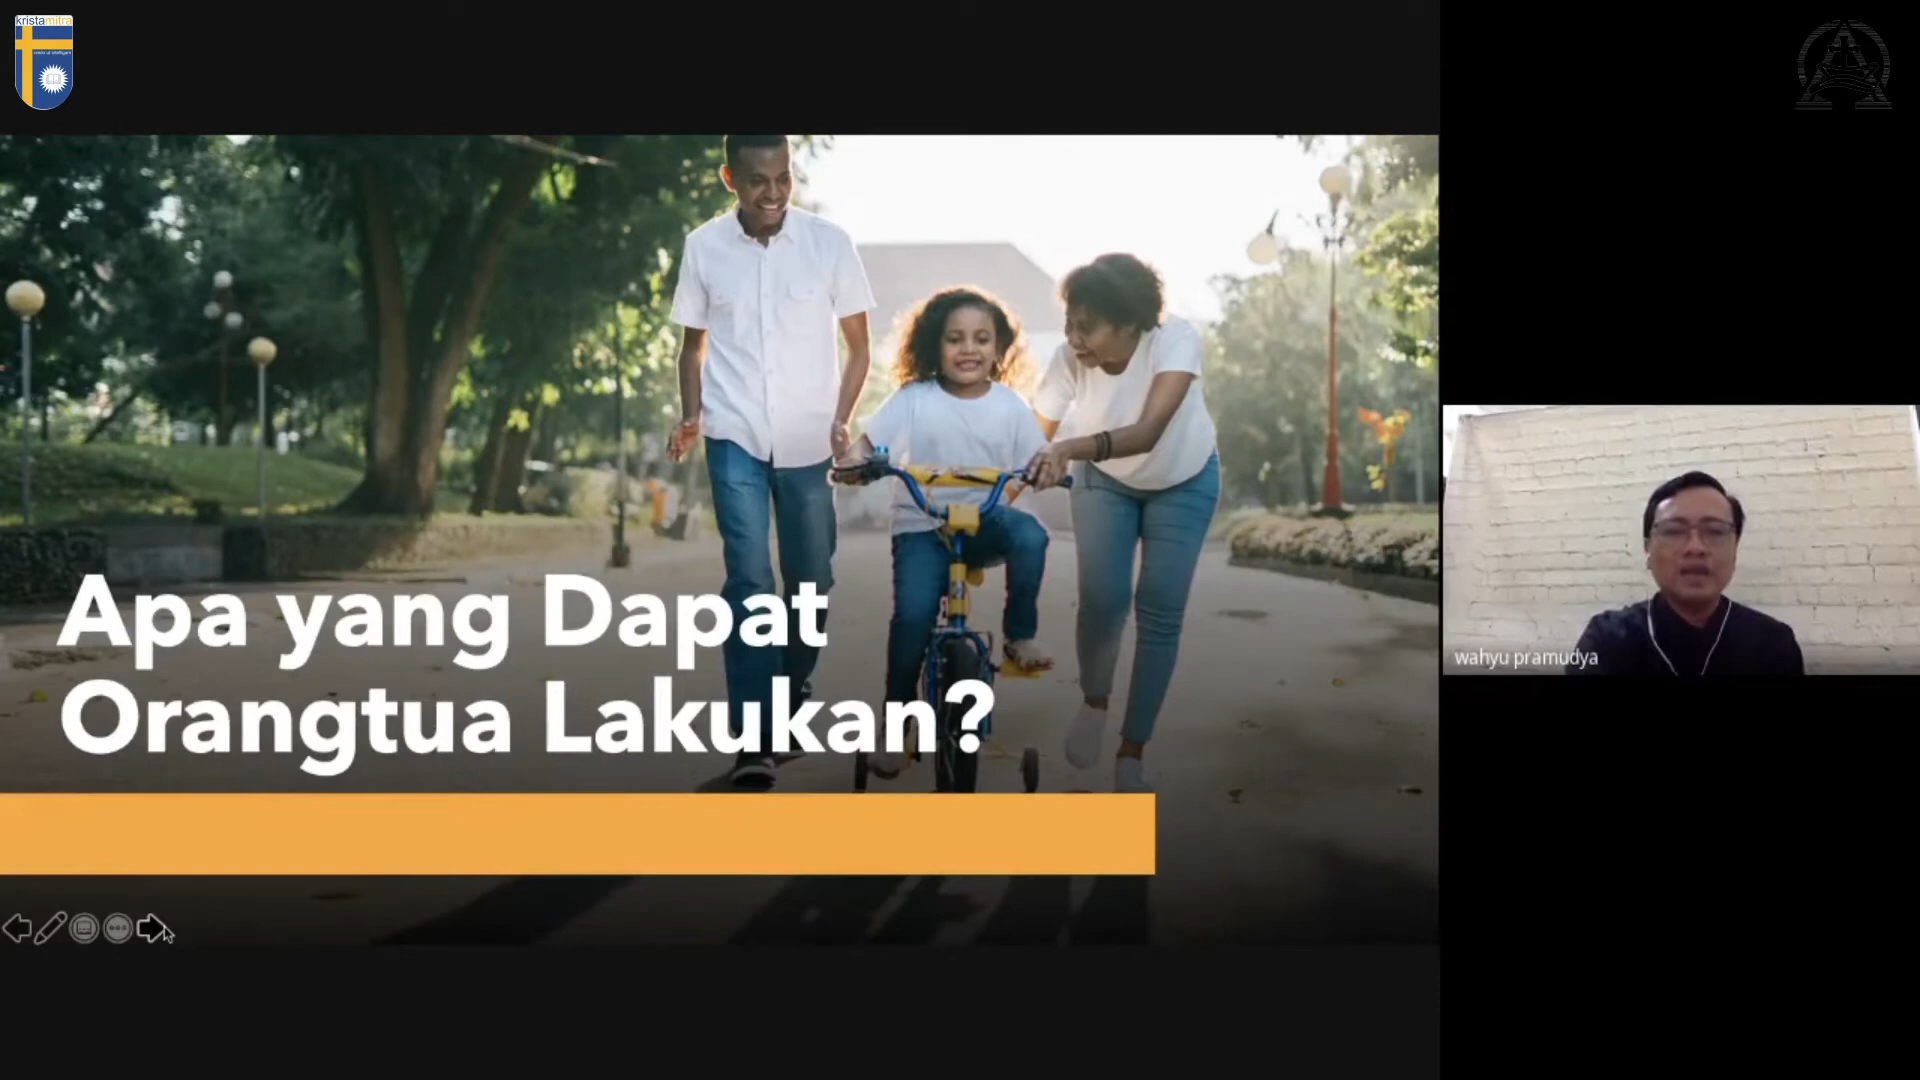 kristamitra
Apa yang Dapat
Orangtua Lakukan?
wahyu pramudya